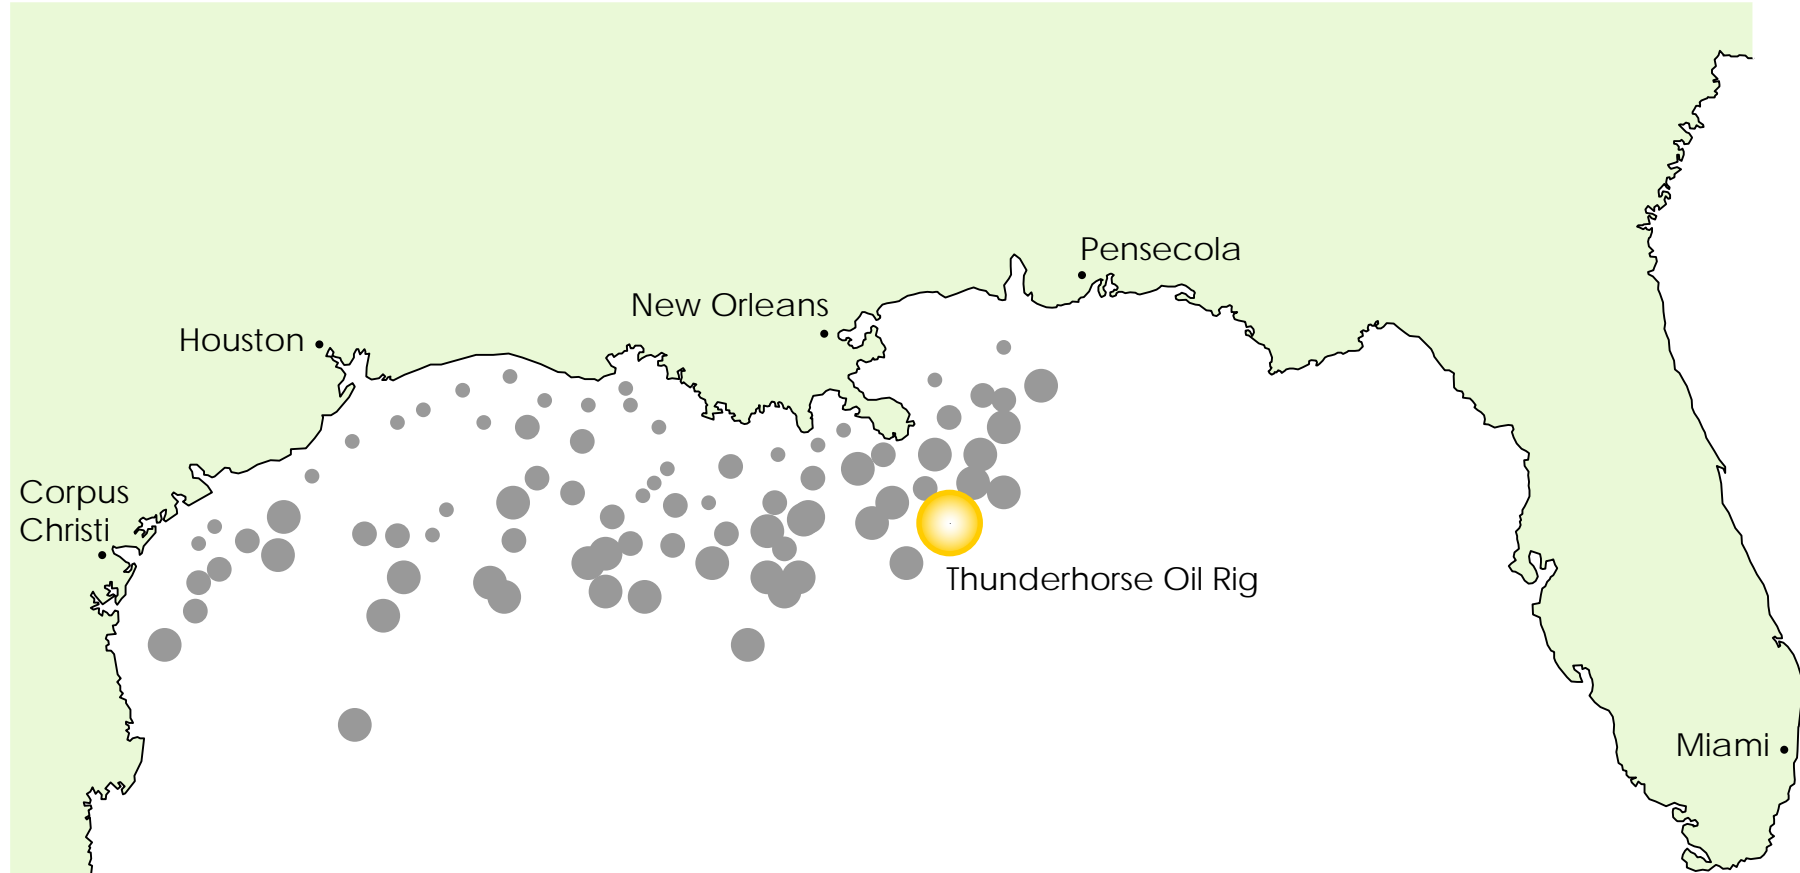 Pensecola
New Orleans
Houston
Corpus
Christi
Thunderhorse Oil Rig
Miami